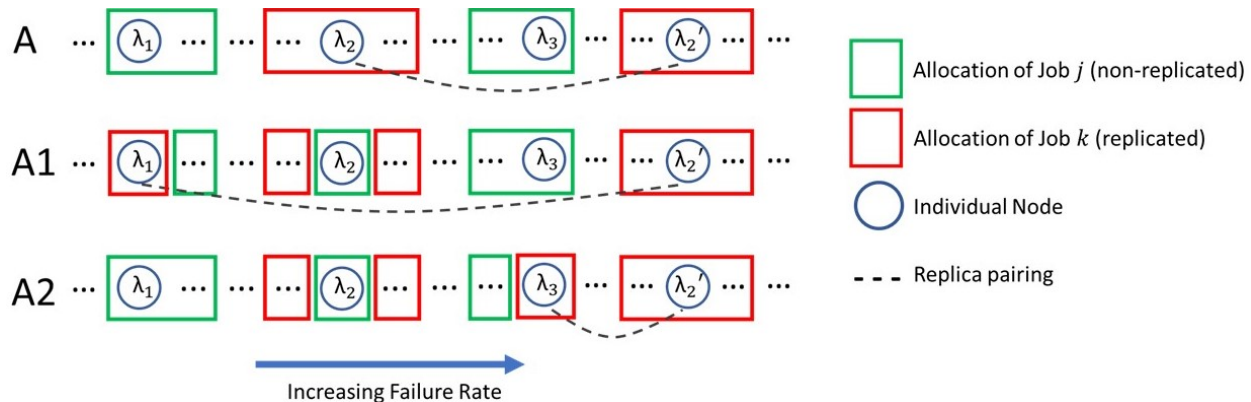 A ... λ₁ ... ... ... λ₂ ... ... ... λ₃ ... ... λ₂′ ... ...
A1 ... λ₁ ... ... ... λ₂ ... ... ... λ₃ ... ... λ₂′ ... ...
A2 ... λ₁ ... ... ... λ₂ ... ... ... λ₃ ... ... λ₂′ ... ...
Increasing Failure Rate
Allocation of Job j (non-replicated)
Allocation of Job k (replicated)
Individual Node
Replica pairing